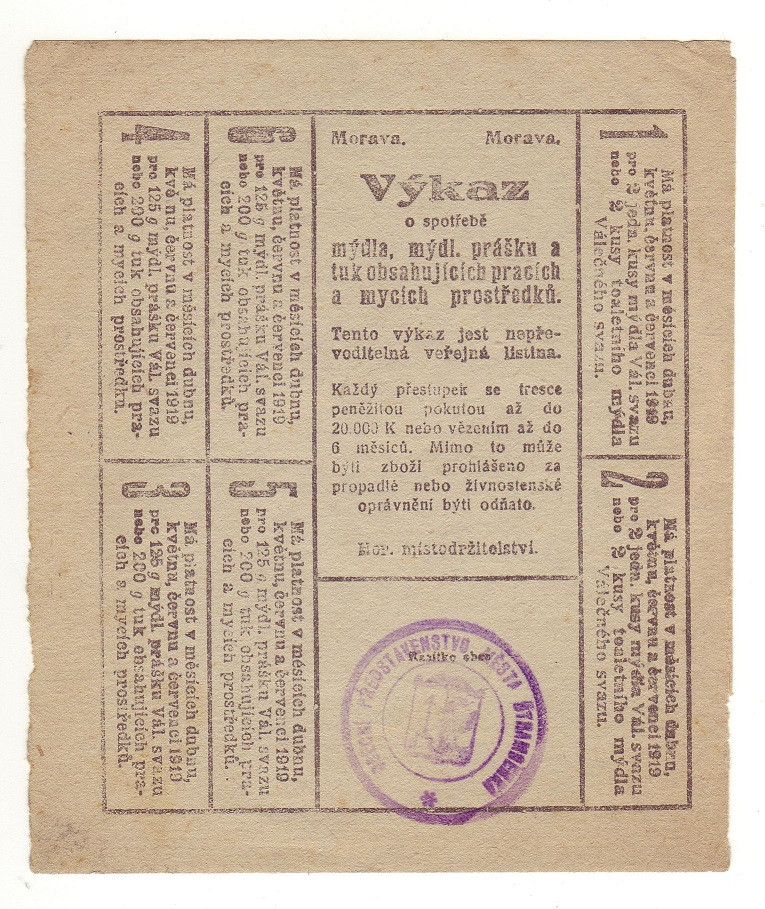 Morava. Morava.
Výkaz
o spotřebě
mýdla, mýdl. prášku a
tuk obsahujících pracích
a mycích prostředků.
Tento výkaz jest nepře-
voditelná veřejná listina.
Každý přestupek se tresce
peněžitou pokutou až do
20.000 K nebo vězením až do
6 měsíců. Mimo to může
býti zboží prohlášeno za
propadlé nebo živnostenské
oprávnění býti odňato.
Mor. místodržitelství.
Razítko obce
POSTAVENSTVO MĚSTA
1
Má platnost v měsících dubnu,
květnu, červnu a červenci 1919
pro 2 jedn. kusy mýdla Vál. svazu
nebo 2 kusy toaletního mýdla
Válečného svazu.
2
Má platnost v měsících dubnu,
květnu, červnu a červenci 1919
pro 2 jedn. kusy mýdla Vál. svazu
nebo 2 kusy toaletního mýdla
Válečného svazu.
6
Má platnost v měsících dubnu,
květnu, červnu a červenci 1919
pro 125 g mýdl. prášku Vál. svazu
nebo 200 g tuk obsahujících pra-
cích a mycích prostředků.
5
Má platnost v měsících dubnu,
květnu, červnu a červenci 1919
pro 125 g mýdl. prášku Vál. svazu
nebo 200 g tuk obsahujících pra-
cích a mycích prostředků.
4
Má platnost v měsících dubnu,
květnu, červnu a červenci 1919
pro 125 g mýdl. prášku Vál. svazu
nebo 200 g tuk obsahujících pra-
cích a mycích prostředků.
3
Má platnost v měsících dubnu,
květnu, červnu a červenci 1919
pro 125 g mýdl. prášku Vál. svazu
nebo 200 g tuk obsahujících pra-
cích a mycích prostředků.